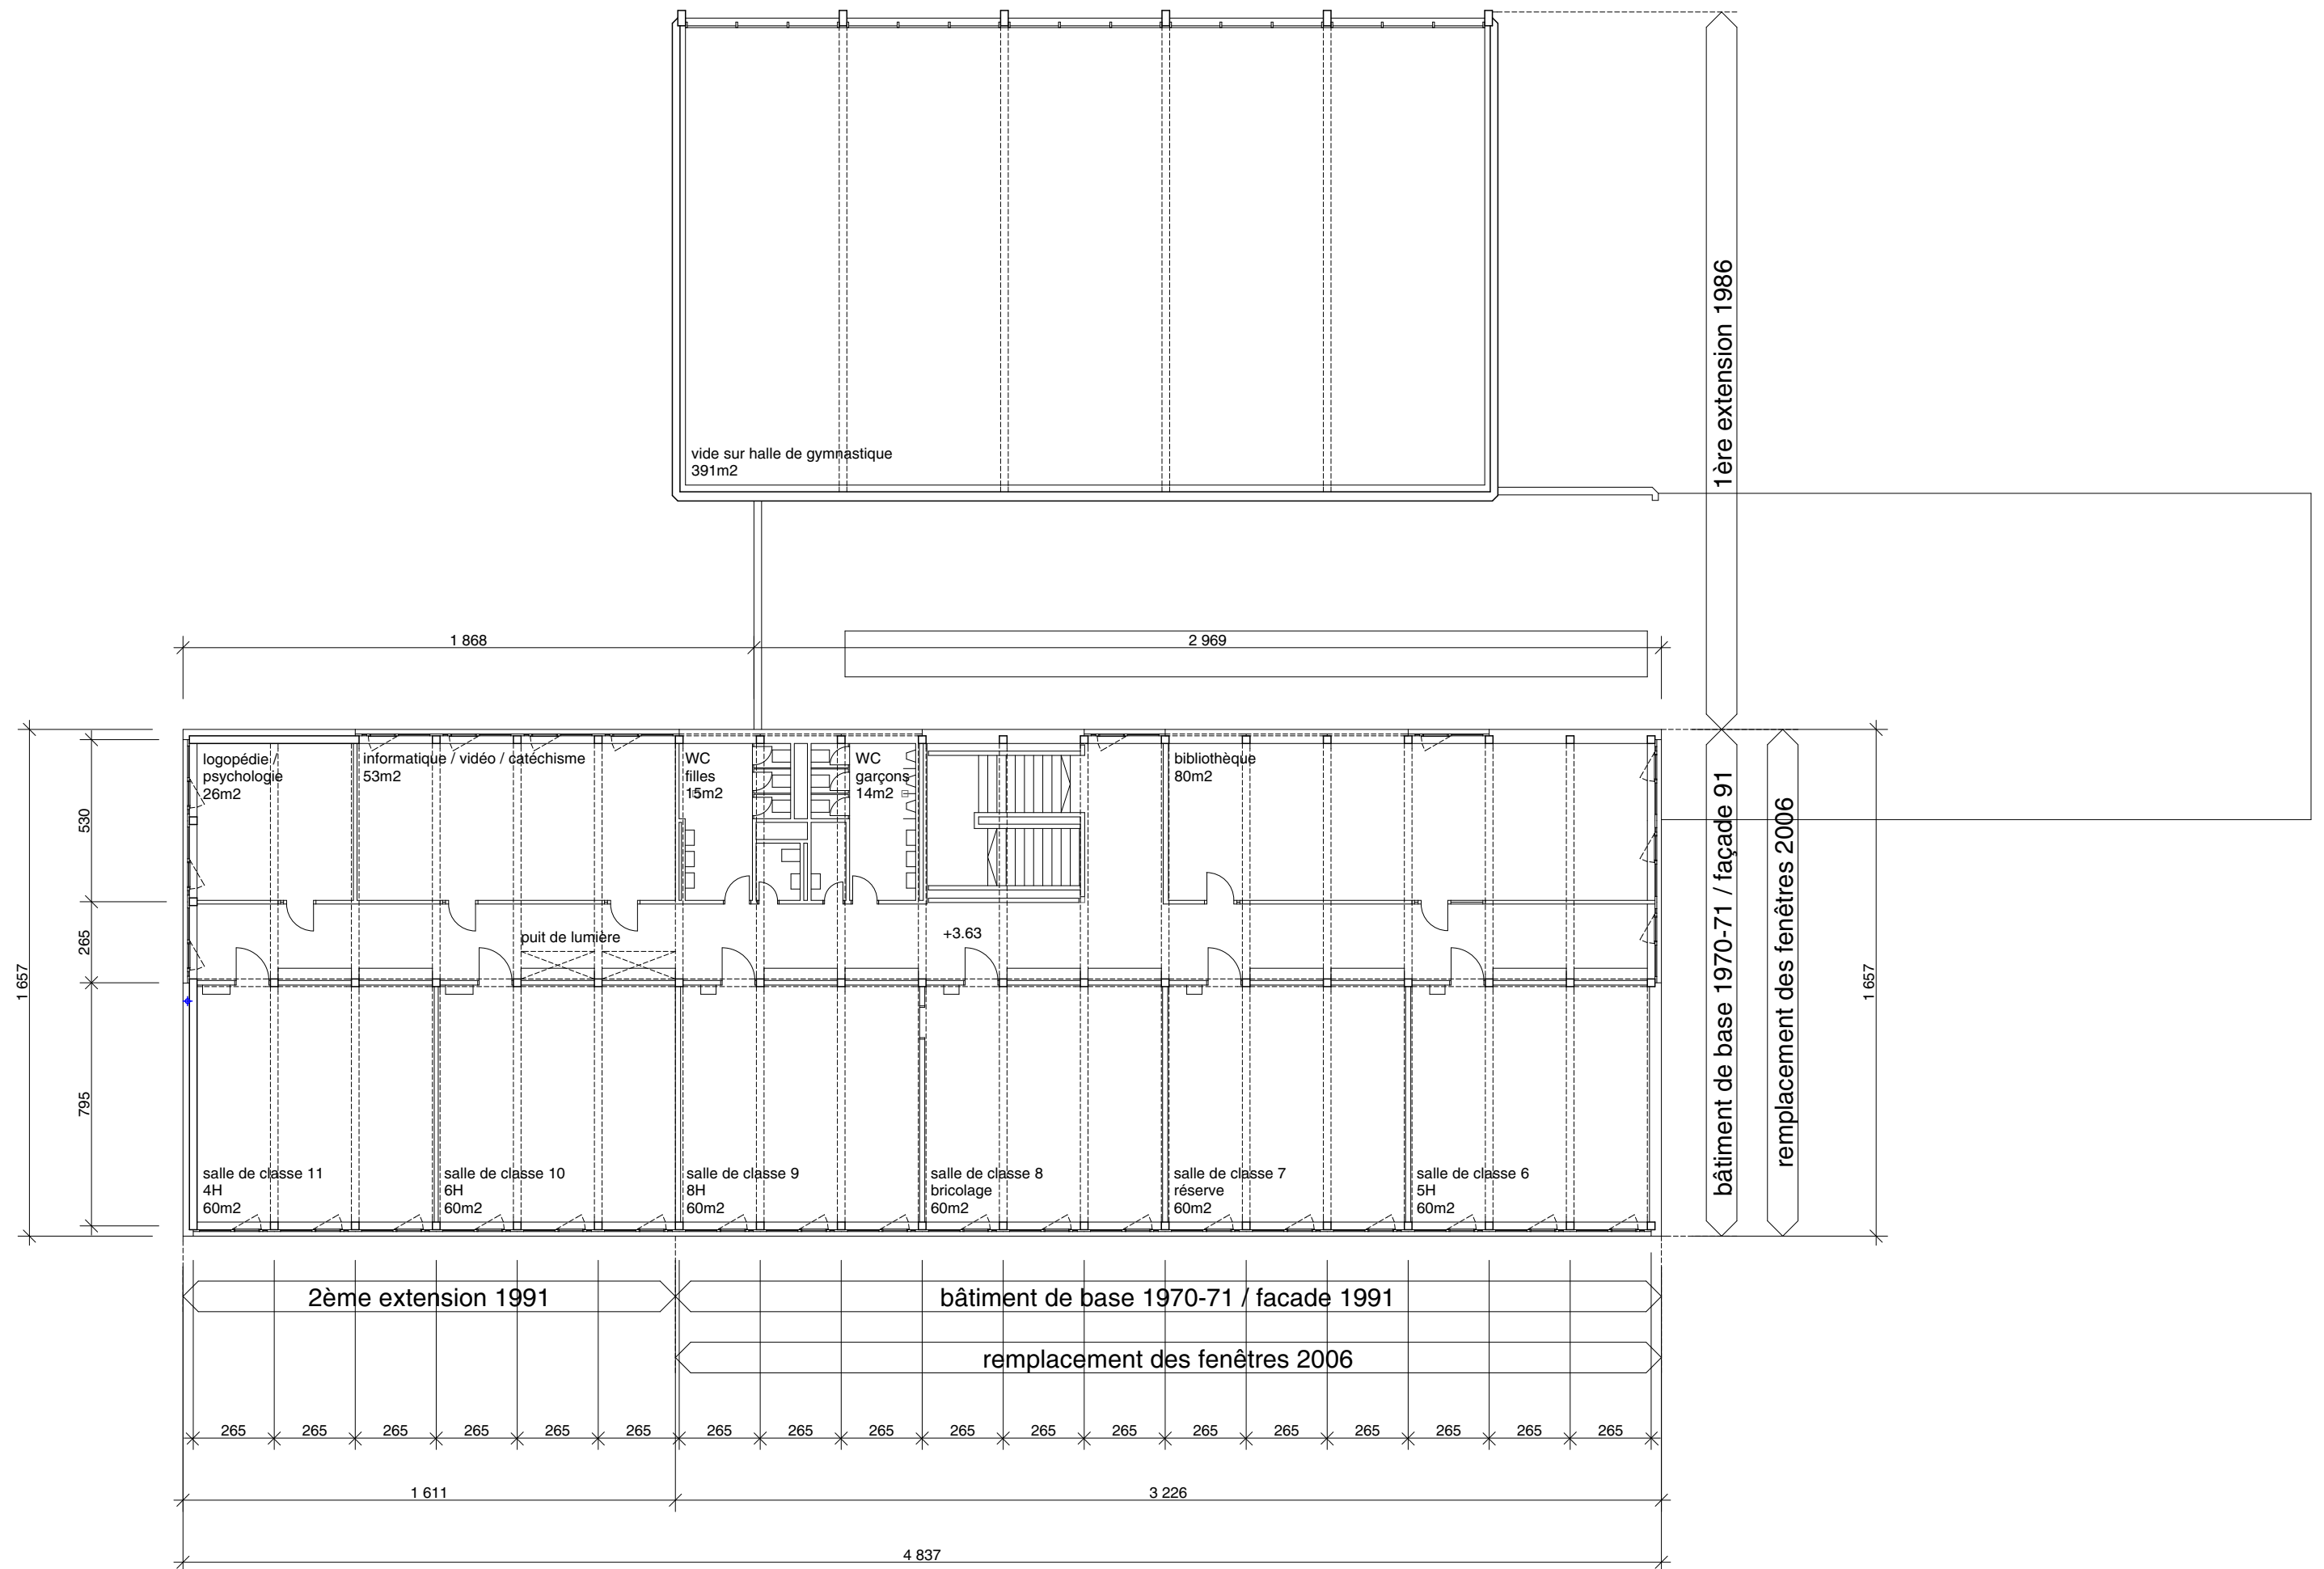 vide sur halle de gymnastique
391m2
1ère extension 1986
1 868
2 969
logopédie /
psychologie
26m2
informatique / vidéo / catéchisme
53m2
WC
filles
15m2
WC
garçons
14m2
bibliothèque
80m2
530
265
795
1 657
puit de lumière
+3.63
1 657
bâtiment de base 1970-71 / façade 91
remplacement des fenêtres 2006
salle de classe 11
4H
60m2
salle de classe 10
6H
60m2
salle de classe 9
8H
60m2
salle de classe 8
bricolage
60m2
salle de classe 7
réserve
60m2
salle de classe 6
5H
60m2
2ème extension 1991
bâtiment de base 1970-71 / facade 1991
remplacement des fenêtres 2006
265 265 265 265 265 265 265 265 265 265 265 265 265 265 265 265 265 265
1 611
3 226
4 837